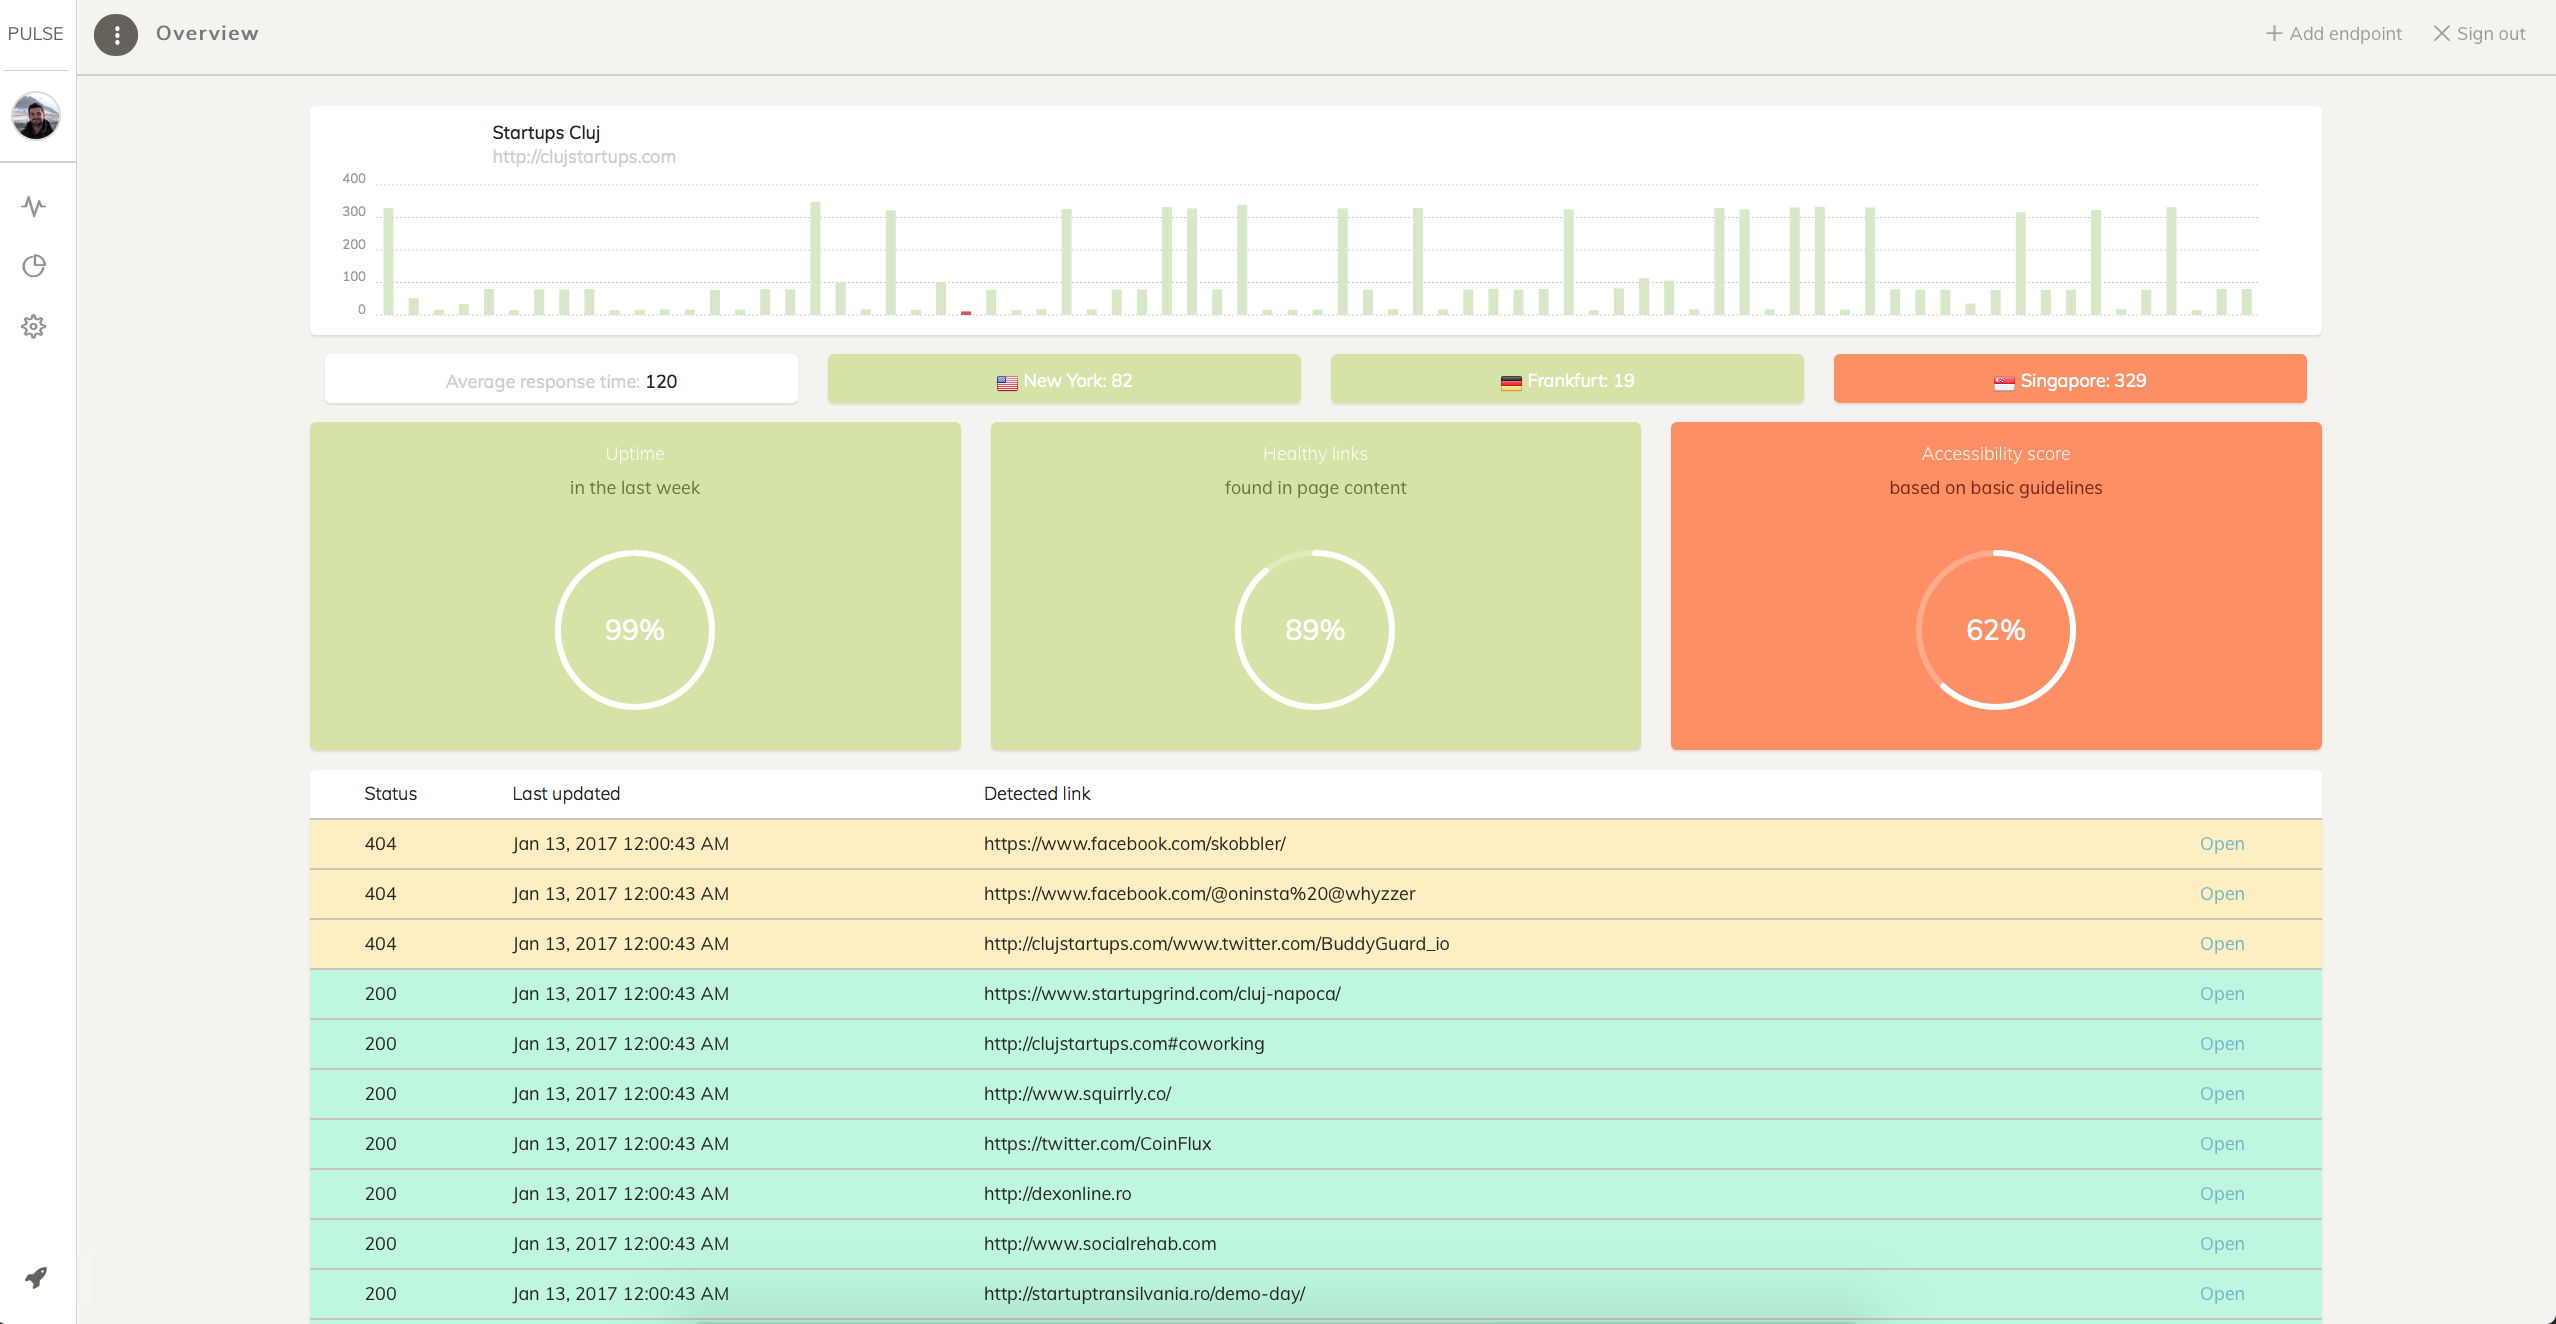 PULSE
Overview
Add endpoint
Sign out
Startups Cluj
http://clujstartups.com
400
300
200
100
0
Average response time: 120
New York: 82
Frankfurt: 19
Singapore: 329
Uptime
in the last week
99%
Healthy links
found in page content
89%
Accessibility score
based on basic guidelines
62%
Status Last updated Detected link
404 Jan 13, 2017 12:00:43 AM https://www.facebook.com/skobbler/ Open
404 Jan 13, 2017 12:00:43 AM https://www.facebook.com/@oninsta%20@whyzzer Open
404 Jan 13, 2017 12:00:43 AM http://clujstartups.com/www.twitter.com/BuddyGuard_io Open
200 Jan 13, 2017 12:00:43 AM https://www.startupgrind.com/cluj-napoca/ Open
200 Jan 13, 2017 12:00:43 AM http://clujstartups.com#coworking Open
200 Jan 13, 2017 12:00:43 AM http://www.squirrly.co/ Open
200 Jan 13, 2017 12:00:43 AM https://twitter.com/CoinFlux Open
200 Jan 13, 2017 12:00:43 AM http://dexonline.ro Open
200 Jan 13, 2017 12:00:43 AM http://www.socialrehab.com Open
200 Jan 13, 2017 12:00:43 AM http://startuptransilvania.ro/demo-day/ Open